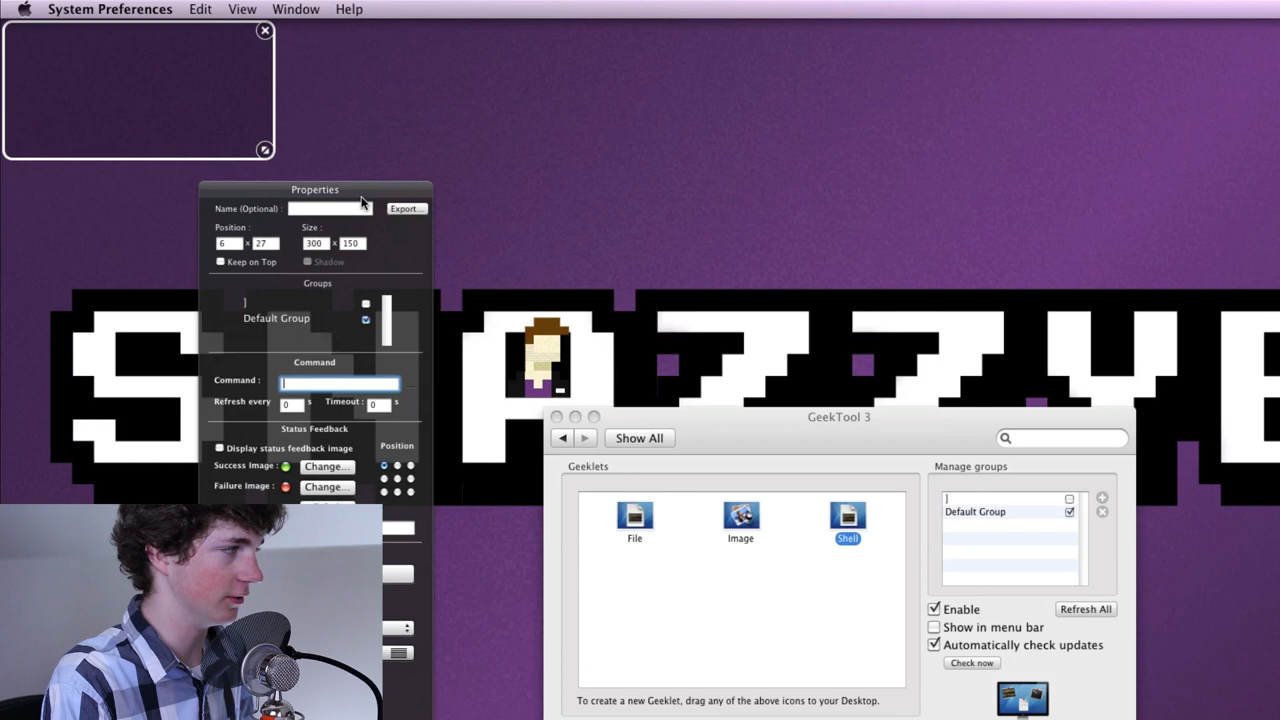 System Preferences Edit View Window Help
Properties
Name (Optional) : Export...
Position : Size :
6 x 27 300 x 150
Keep on Top Shadow
Groups
]
Default Group
Command
Command :
Refresh every 0 s Timeout : 0 s
Status Feedback
Display status feedback image Position
Success Image : Change...
Failure Image : Change...
GeekTool 3
Show All
Geeklets
File Image Shell
To create a new Geeklet, drag any of the above icons to your Desktop.
Manage groups
]
Default Group
Enable Refresh All
Show in menu bar
Automatically check updates
Check now